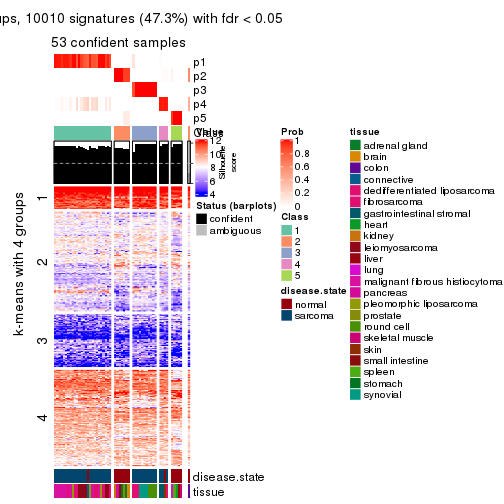 ups, 10010 signatures (47.3%) with fdr < 0.05
53 confident samples
p1
p2
p3
p4
p5
Class
Value
12
10
8
6
4
Silhouette
score
Status (barplots)
confident
ambiguous
Prob
1
0.8
0.6
0.4
0.2
0
Class
1
2
3
4
5
disease.state
normal
sarcoma
tissue
adrenal gland
brain
colon
connective
dedifferentiated liposarcoma
fibrosarcoma
gastrointestinal stromal
heart
kidney
leiomyosarcoma
liver
lung
malignant fibrous histiocytoma
pancreas
pleomorphic liposarcoma
prostate
round cell
skeletal muscle
skin
small intestine
spleen
stomach
synovial
k-means with 4 groups
1
2
3
4
disease.state
tissue